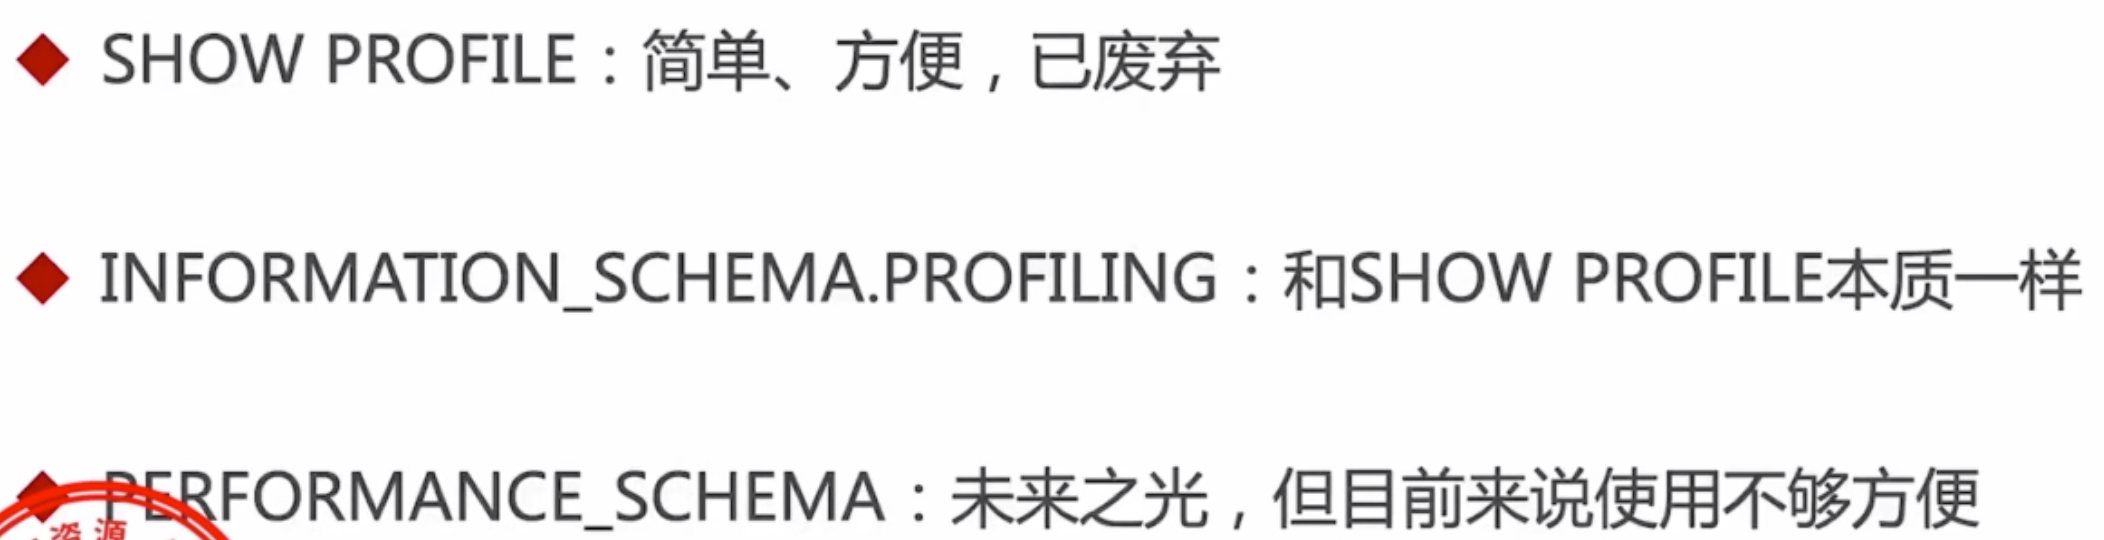 SHOW PROFILE：简单、方便，已废弃
INFORMATION_SCHEMA.PROFILING：和SHOW PROFILE本质一样
PERFORMANCE_SCHEMA：未来之光，但目前来说使用不够方便
资源